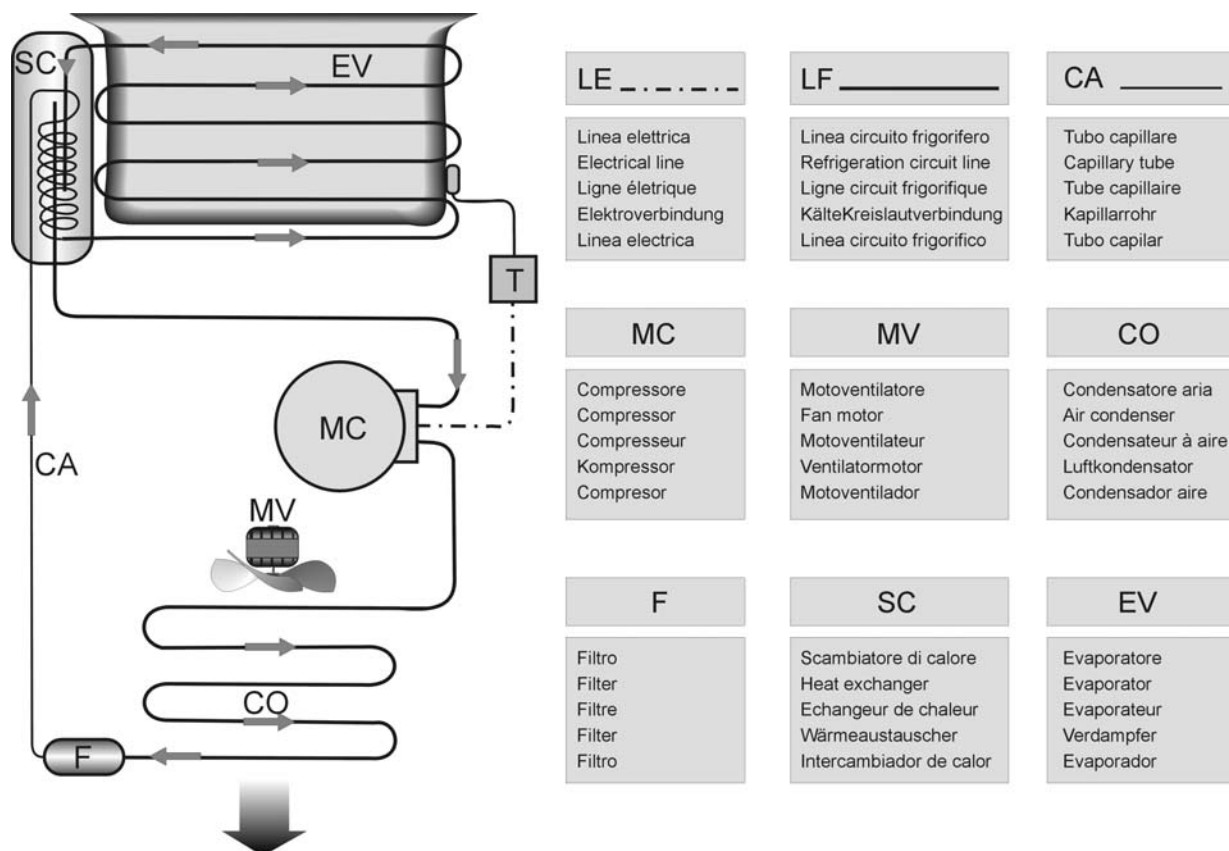 SC
EV
T
MC
CA
MV
CO
F
LE
Linea elettrica
Electrical line
Ligne életrique
Elektroverbindung
Linea electrica
LF
Linea circuito frigorifero
Refrigeration circuit line
Ligne circuit frigorifique
KälteKreislautverbindung
Linea circuito frigorifico
CA
Tubo capillare
Capillary tube
Tube capillaire
Kapillarrohr
Tubo capilar
MC
Compressore
Compressor
Compresseur
Kompressor
Compresor
MV
Motoventilatore
Fan motor
Motoventilateur
Ventilatormotor
Motoventilador
CO
Condensatore aria
Air condenser
Condensateur à aire
Luftkondensator
Condensador aire
F
Filtro
Filter
Filtre
Filter
Filtro
SC
Scambiatore di calore
Heat exchanger
Echangeur de chaleur
Wärmeaustauscher
Intercambiador de calor
EV
Evaporatore
Evaporator
Evaporateur
Verdampfer
Evaporador